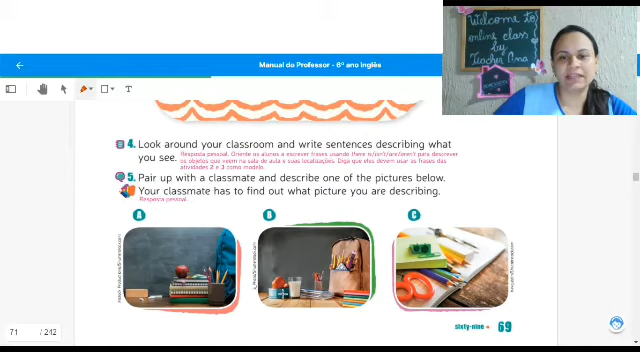 Welcome to
online class
by
Teacher Ana
Manual do Professor - 6º ano Inglês
T
4. Look around your classroom and write sentences describing what
you see. Resposta pessoal. Oriente os alunos a escrever frases usando there is/isn't/are/aren't para descrever
os objetos que veem na sala de aula e suas localizações. Diga que eles devem usar as frases das
atividades 2 e 3 como modelo.
5. Pair up with a classmate and describe one of the pictures below.
Your classmate has to find out what picture you are describing.
Resposta pessoal.
A
B
C
71 / 242
sixty-nine
69